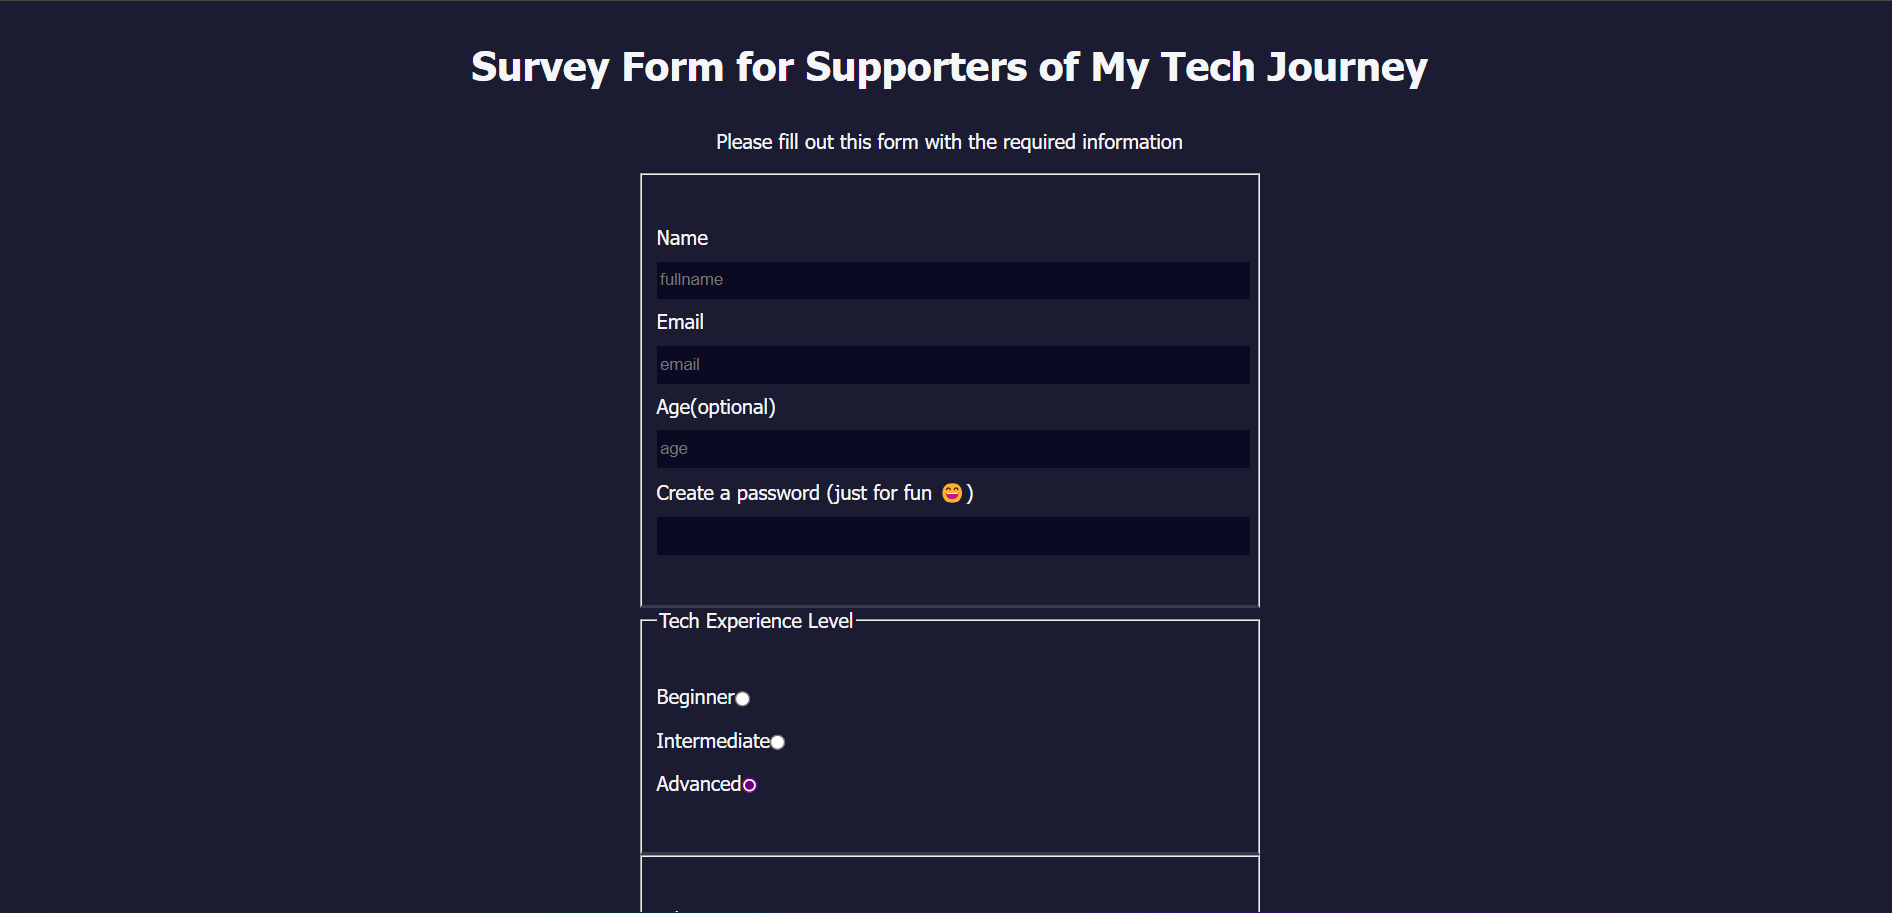 Survey Form for Supporters of My Tech Journey
Please fill out this form with the required information
Name
fullname
Email
email
Age(optional)
age
Create a password (just for fun 😄)
Tech Experience Level
Beginner
Intermediate
Advanced